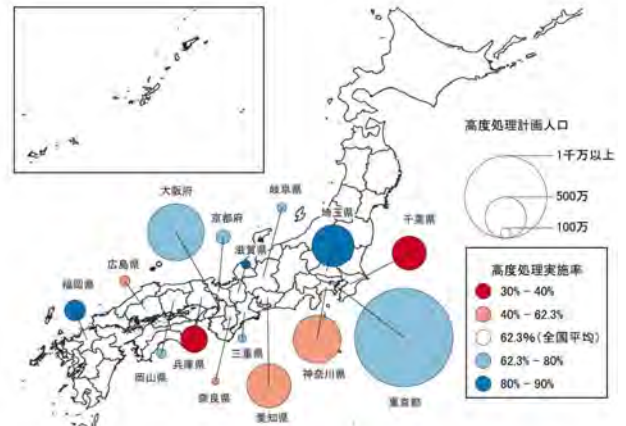 高度処理計画人口
1千万以上
500万
100万
大阪府
京都府
岐阜県
埼玉県
千葉県
滋賀県
広島県
福岡県
岡山県
兵庫県
三重県
奈良県
愛知県
神奈川県
東京都
高度処理実施率
30% - 40%
40% - 62.3%
62.3%(全国平均)
62.3% - 80%
80% - 90%